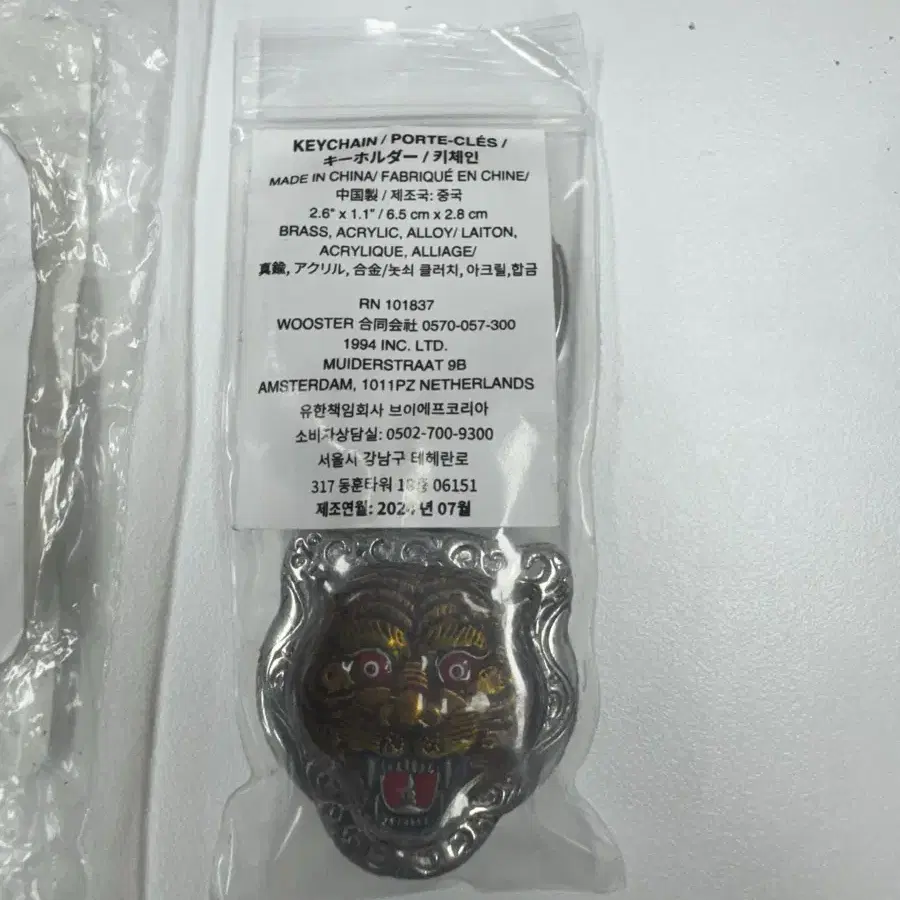 KEYCHAIN / PORTE-CLÉS /
キーホルダー / 키체인
MADE IN CHINA/ FABRIQUÉ EN CHINE/
中国製 / 제조국: 중국
2.6" x 1.1" / 6.5 cm x 2.8 cm
BRASS, ACRYLIC, ALLOY/ LAITON,
ACRYLIQUE, ALLIAGE/
真鍮, アクリル, 合金/놋쇠 클러치, 아크릴,합금
RN 101837
WOOSTER 合同会社 0570-057-300
1994 INC. LTD.
MUIDERSTRAAT 9B
AMSTERDAM, 1011PZ NETHERLANDS
유한책임회사 브이에프코리아
소비자상담실: 0502-700-9300
서울시 강남구 테헤란로
317 동훈타워 06151
제조연월: 2024 년 07월